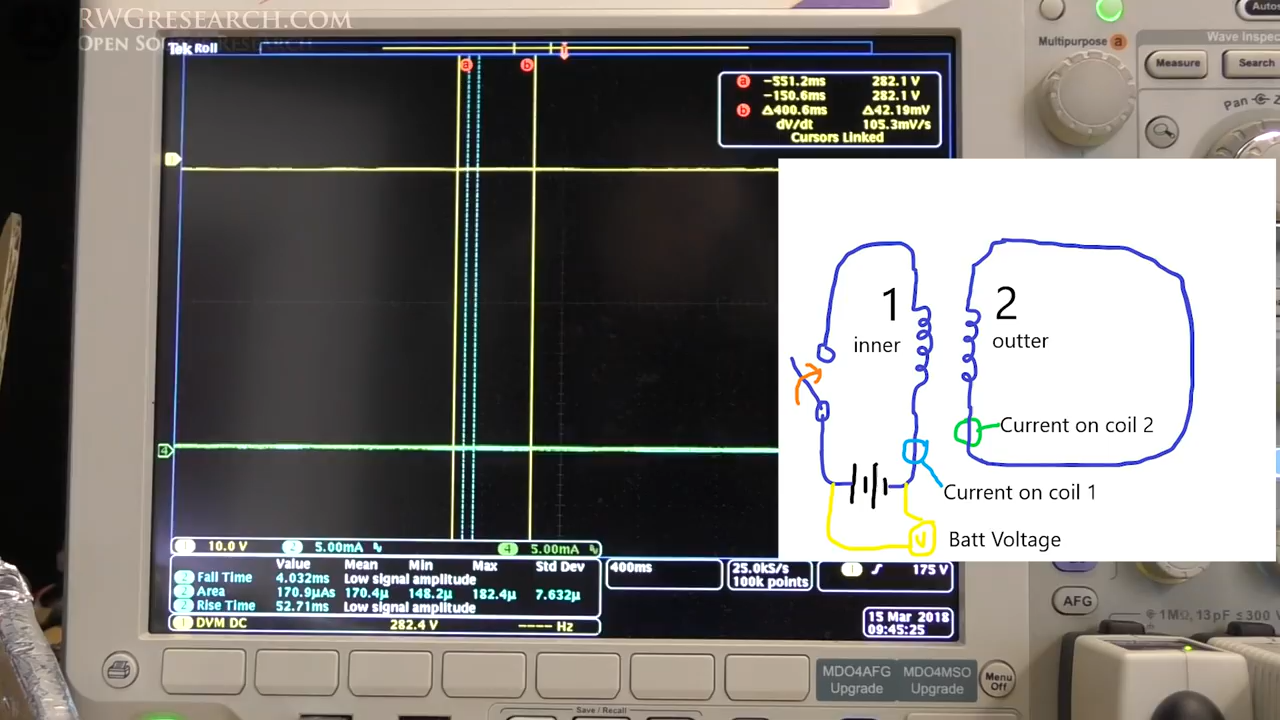 RWGresearch.com
Open Source Research
Tek Roll
a
b
a -551.2ms 282.1 V
-150.6ms 282.1 V
b Δ400.6ms Δ42.19mV
dV/dt 105.3mV/s
Cursors Linked
1
4
1 10.0 V 2 5.00mA 4 5.00mA
Value Mean Min Max Std Dev
2 Fall Time 4.032ms Low signal amplitude
2 Area 170.9μAs 170.4μ 148.2μ 182.4μ 7.632μ
2 Rise Time 52.71ms Low signal amplitude
1 DVM DC 282.4 V ---- Hz
400ms
25.0kS/s
100k points
1 175 V
15 Mar 2018
09:45:25
Multipurpose a
Wave Inspec
Measure
Search
Pan
AFG
1MΩ, 13pF ≤300 V
MDO4AFG
Upgrade
MDO4MSO
Upgrade
Menu
Off
Save / Recall
1
inner
2
outter
Current on coil 2
Current on coil 1
V
Batt Voltage